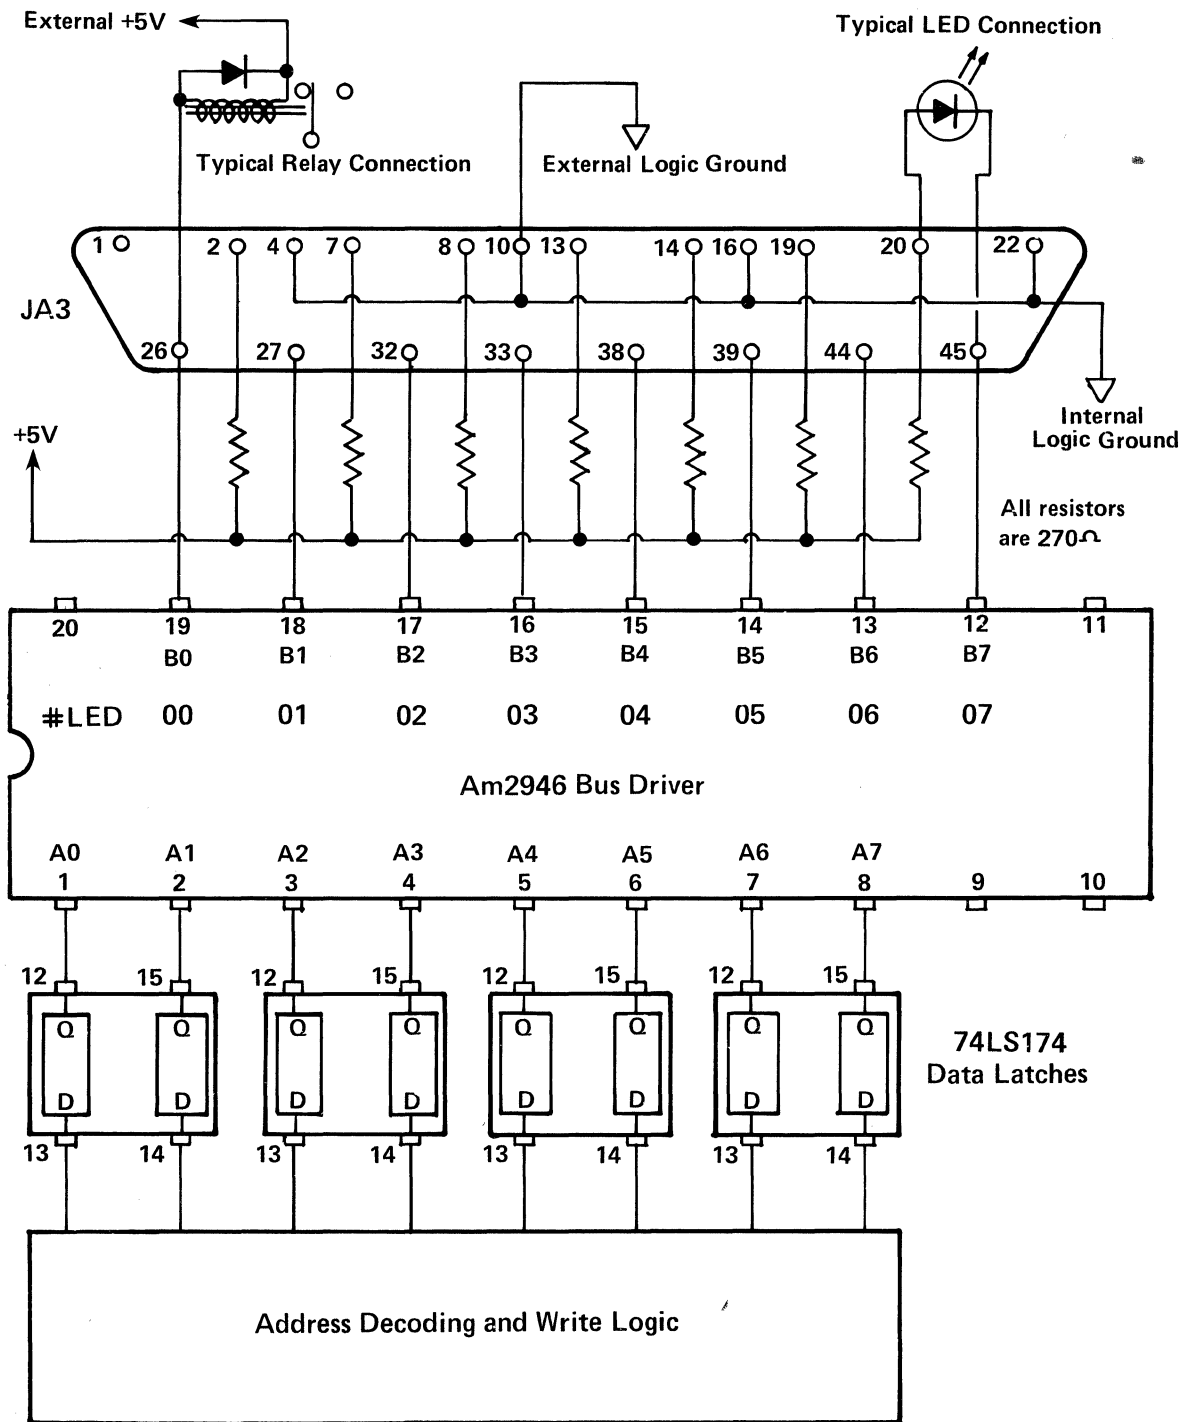 External +5V
Typical LED Connection
Typical Relay Connection
External Logic Ground
1 2 4 7 8 10 13 14 16 19 20 22
JA3
26 27 32 33 38 39 44 45
+5V
Internal
Logic Ground
All resistors
are 270Ω
20 19 18 17 16 15 14 13 12 11
B0 B1 B2 B3 B4 B5 B6 B7
#LED 00 01 02 03 04 05 06 07
Am2946 Bus Driver
A0 A1 A2 A3 A4 A5 A6 A7
1 2 3 4 5 6 7 8 9 10
12 15 12 15 12 15 12 15
Q Q Q Q Q Q Q Q
74LS174
Data Latches
D D D D D D D D
13 14 13 14 13 14 13 14
Address Decoding and Write Logic